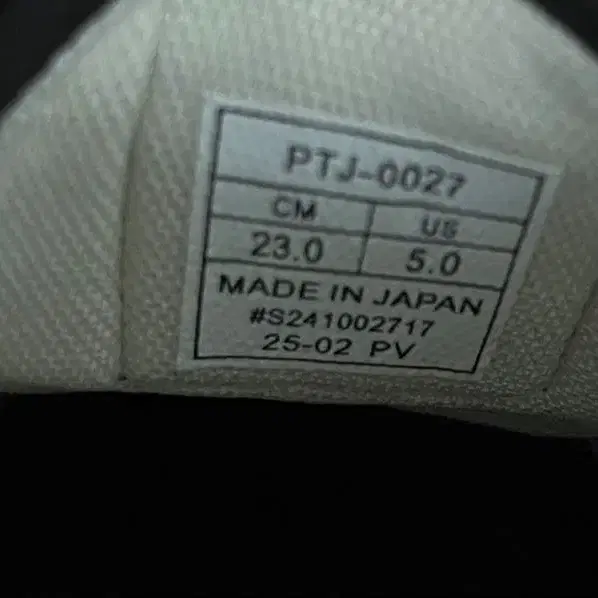 PTJ-0027
CM US
23.0 5.0
MADE IN JAPAN
#S241002717
25-02 PV